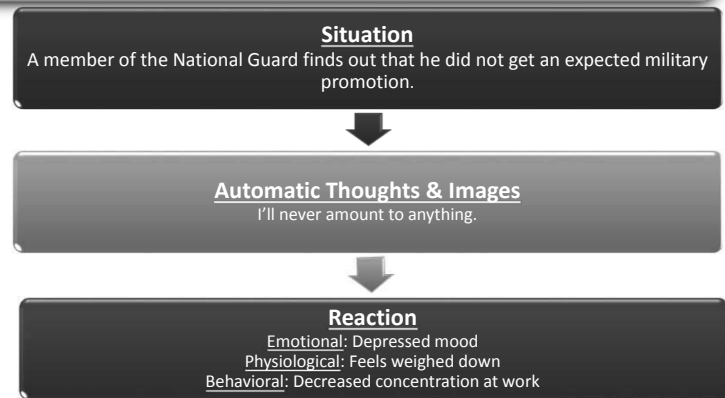 Situation
A member of the National Guard finds out that he did not get an expected military
promotion.
Automatic Thoughts & Images
I'll never amount to anything.
Reaction
Emotional: Depressed mood
Physiological: Feels weighed down
Behavioral: Decreased concentration at work